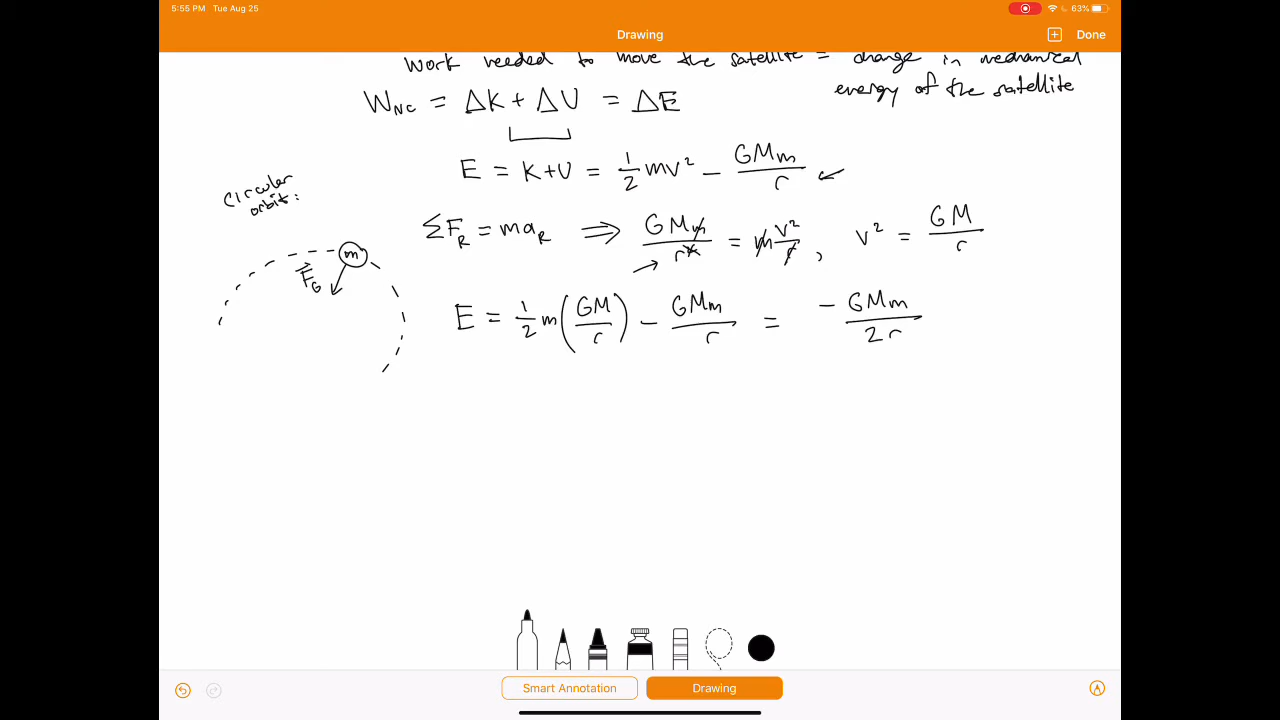 5:55 PM Tue Aug 25
63%
Drawing
Done
Work needed to move the satellite = change in mechanical
energy of the satellite
W_NC = ΔK + ΔU = ΔE
E = K+U = 1/2 mv² - GMm/r
Circular
orbit:
ΣF_R = ma_R ⟹ GMm/r² = m v²/r , v² = GM/r
m
F_G
E = 1/2 m(GM/r) - GMm/r = -GMm/2r
Smart Annotation
Drawing